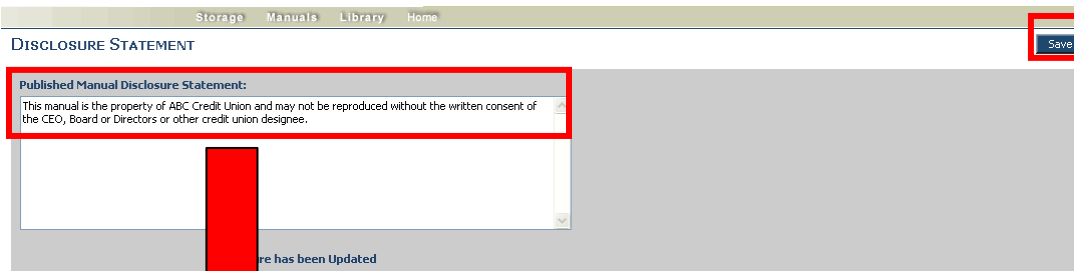 Storage Manuals Library Home
DISCLOSURE STATEMENT
Save
Published Manual Disclosure Statement:
This manual is the property of ABC Credit Union and may not be reproduced without the written consent of
the CEO, Board or Directors or other credit union designee.
has been Updated